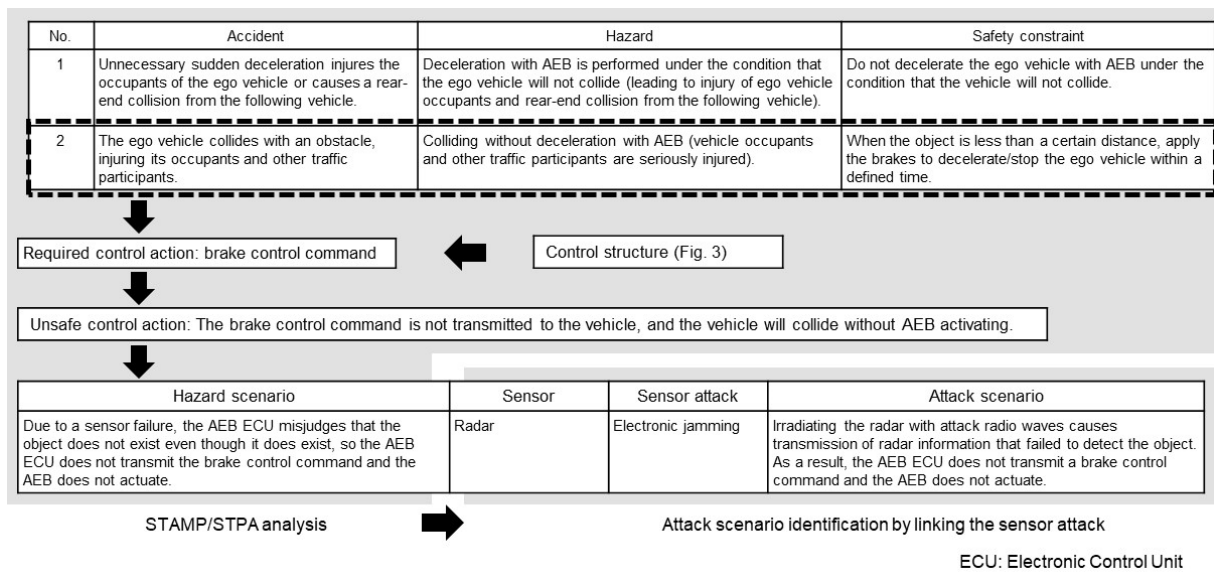 No.
Accident
Hazard
Safety constraint
1
Unnecessary sudden deceleration injures the
occupants of the ego vehicle or causes a rear-
end collision from the following vehicle.
Deceleration with AEB is performed under the condition that
the ego vehicle will not collide (leading to injury of ego vehicle
occupants and rear-end collision from the following vehicle).
Do not decelerate the ego vehicle with AEB under the
condition that the vehicle will not collide.
2
The ego vehicle collides with an obstacle,
injuring its occupants and other traffic
participants.
Colliding without deceleration with AEB (vehicle occupants
and other traffic participants are seriously injured).
When the object is less than a certain distance, apply
the brakes to decelerate/stop the ego vehicle within a
defined time.
Required control action: brake control command
Control structure (Fig. 3)
Unsafe control action: The brake control command is not transmitted to the vehicle, and the vehicle will collide without AEB activating.
Hazard scenario
Sensor
Sensor attack
Attack scenario
Due to a sensor failure, the AEB ECU misjudges that the
object does not exist even though it does exist, so the AEB
ECU does not transmit the brake control command and the
AEB does not actuate.
Radar
Electronic jamming
Irradiating the radar with attack radio waves causes
transmission of radar information that failed to detect the object.
As a result, the AEB ECU does not transmit a brake control
command and the AEB does not actuate.
STAMP/STPA analysis
Attack scenario identification by linking the sensor attack
ECU: Electronic Control Unit